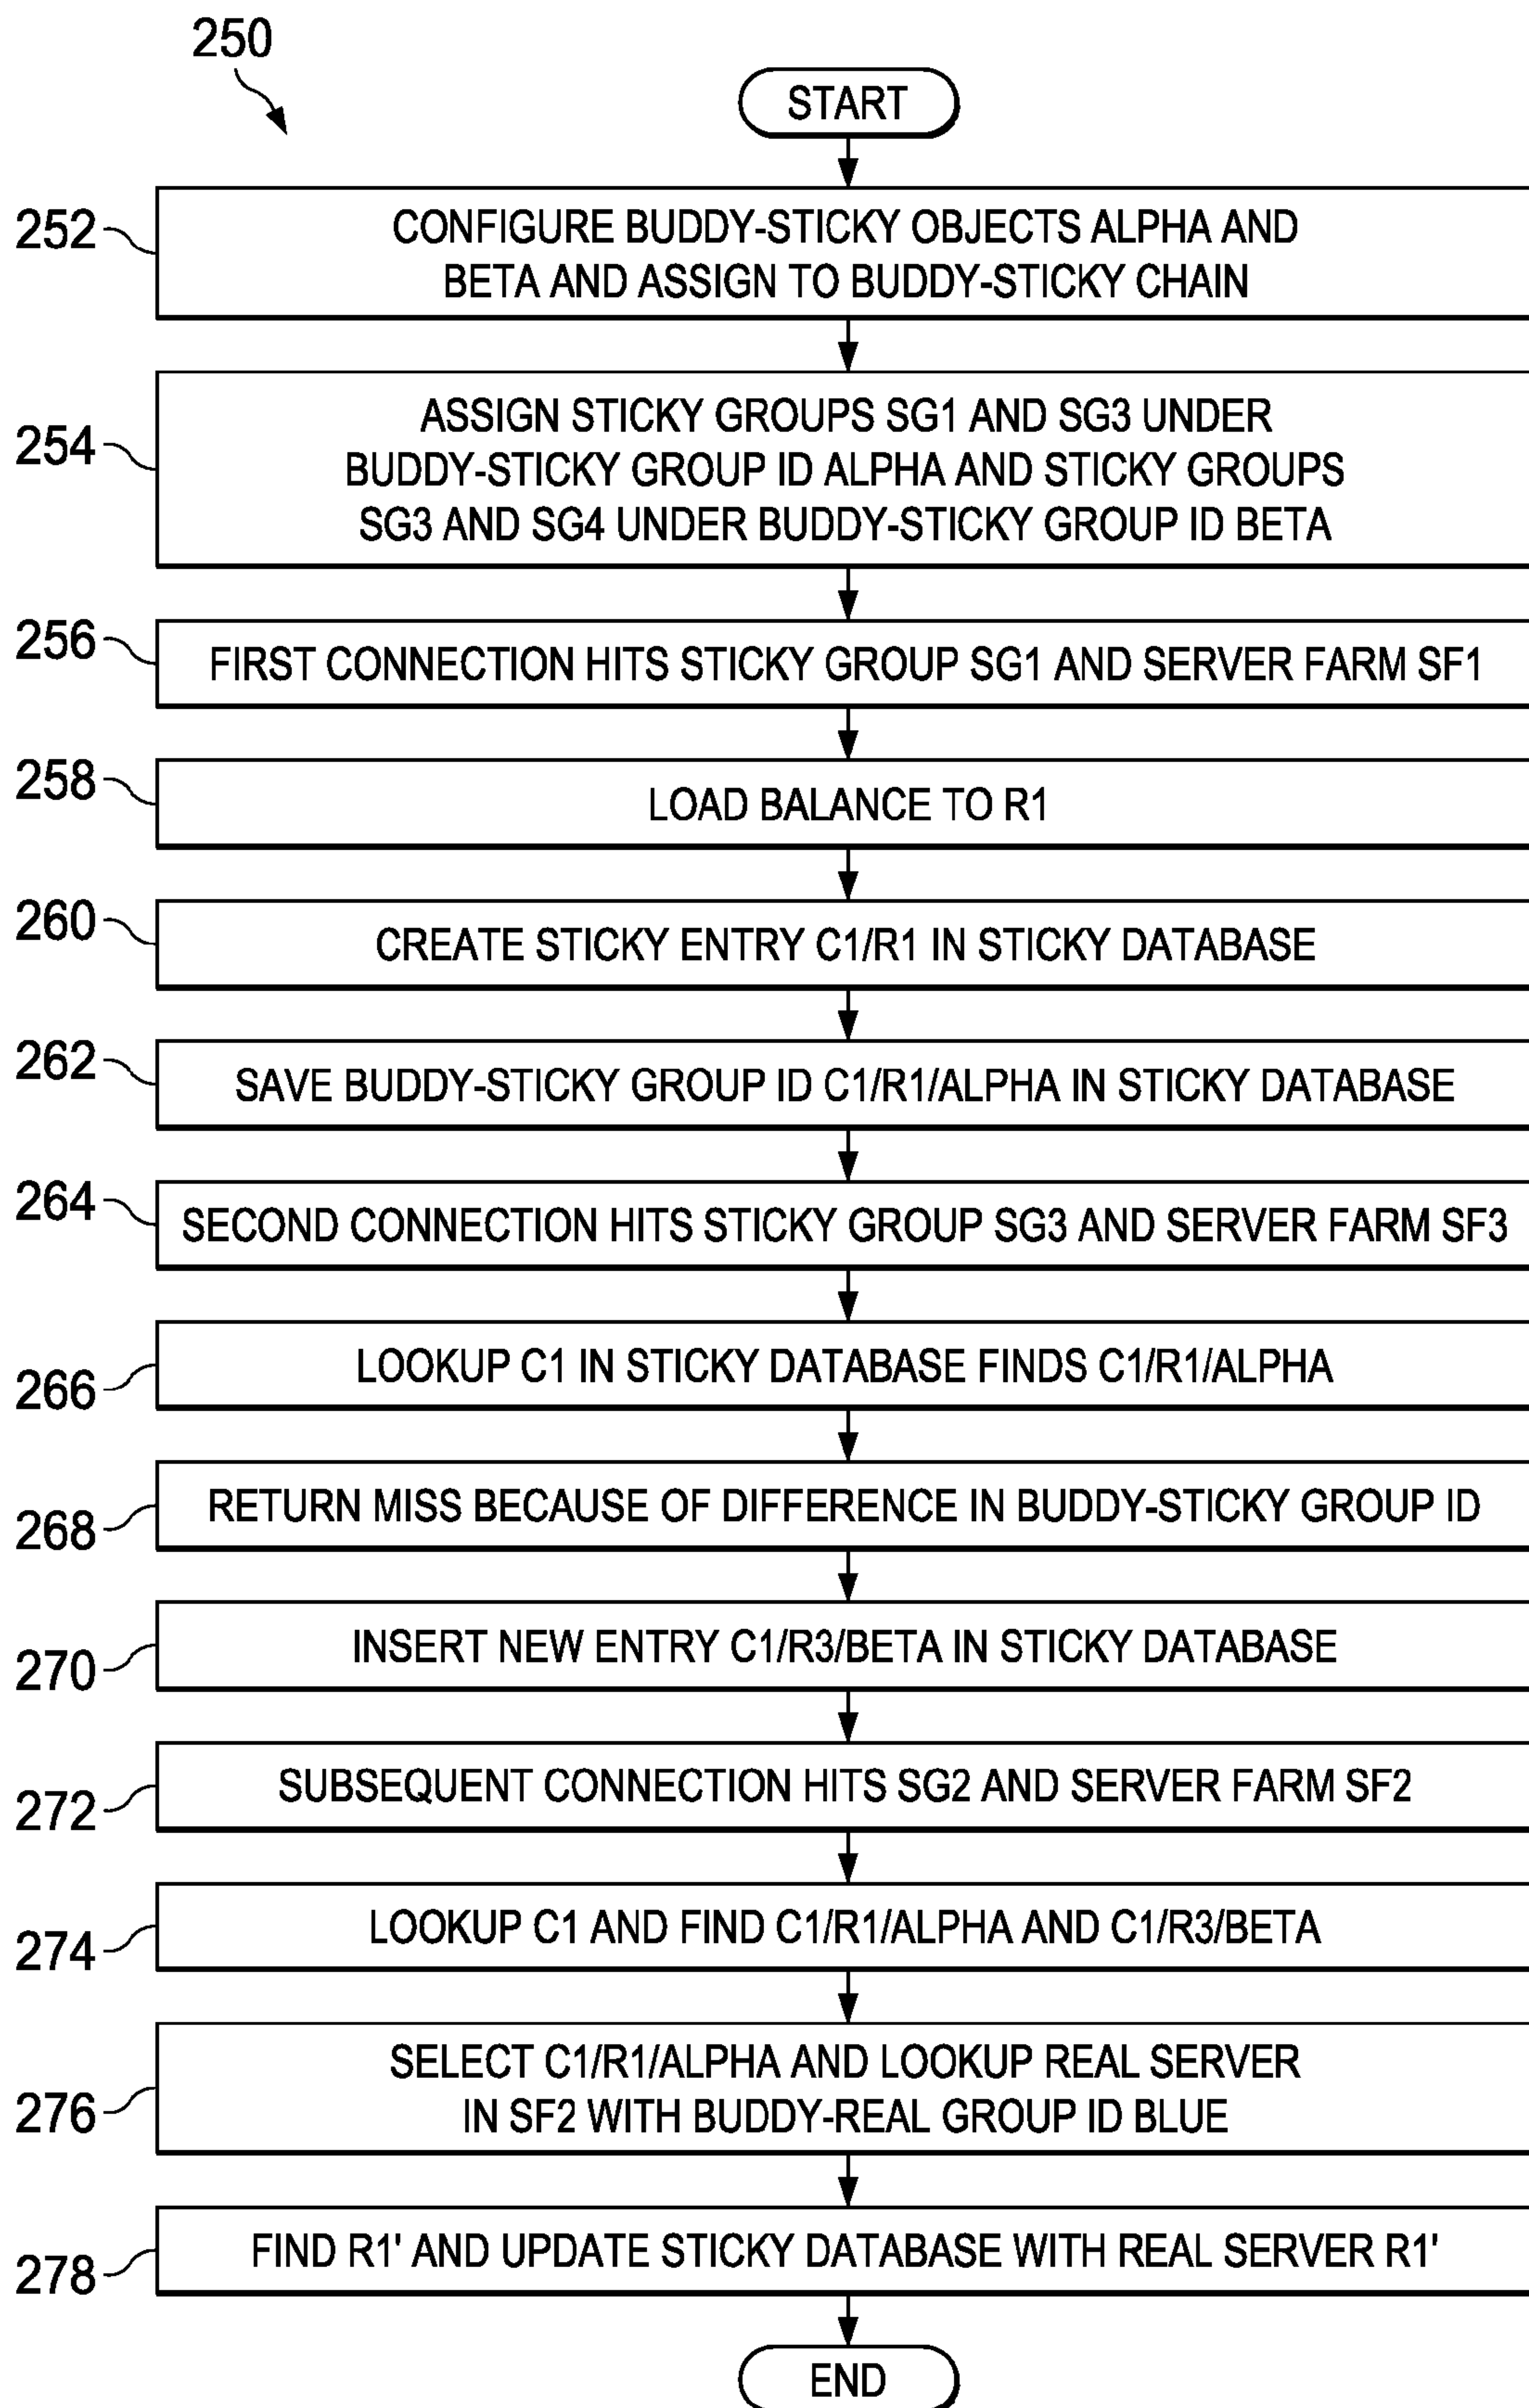 250
START
252
CONFIGURE BUDDY-STICKY OBJECTS ALPHA AND
BETA AND ASSIGN TO BUDDY-STICKY CHAIN
254
ASSIGN STICKY GROUPS SG1 AND SG3 UNDER
BUDDY-STICKY GROUP ID ALPHA AND STICKY GROUPS
SG3 AND SG4 UNDER BUDDY-STICKY GROUP ID BETA
256
FIRST CONNECTION HITS STICKY GROUP SG1 AND SERVER FARM SF1
258
LOAD BALANCE TO R1
260
CREATE STICKY ENTRY C1/R1 IN STICKY DATABASE
262
SAVE BUDDY-STICKY GROUP ID C1/R1/ALPHA IN STICKY DATABASE
264
SECOND CONNECTION HITS STICKY GROUP SG3 AND SERVER FARM SF3
266
LOOKUP C1 IN STICKY DATABASE FINDS C1/R1/ALPHA
268
RETURN MISS BECAUSE OF DIFFERENCE IN BUDDY-STICKY GROUP ID
270
INSERT NEW ENTRY C1/R3/BETA IN STICKY DATABASE
272
SUBSEQUENT CONNECTION HITS SG2 AND SERVER FARM SF2
274
LOOKUP C1 AND FIND C1/R1/ALPHA AND C1/R3/BETA
276
SELECT C1/R1/ALPHA AND LOOKUP REAL SERVER
IN SF2 WITH BUDDY-REAL GROUP ID BLUE
278
FIND R1' AND UPDATE STICKY DATABASE WITH REAL SERVER R1'
END